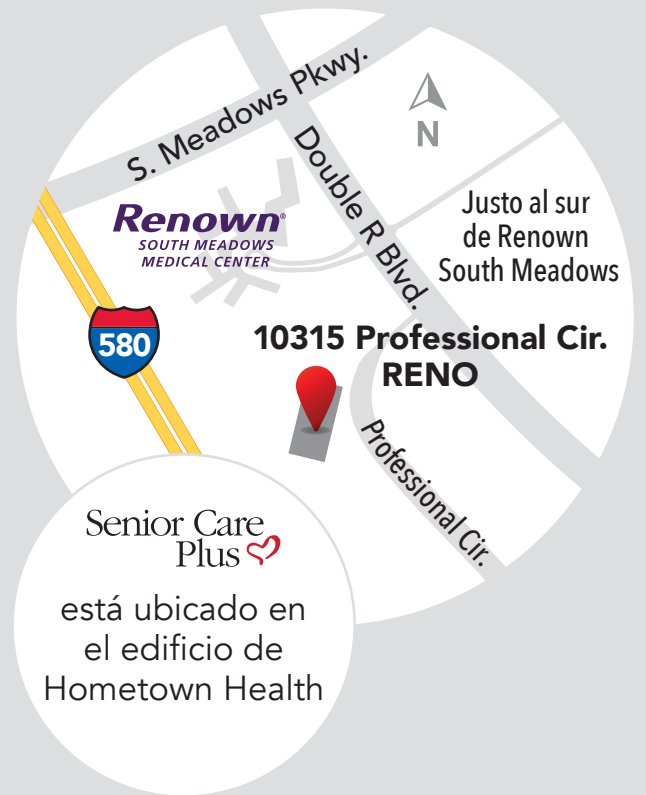 S. Meadows Pkwy.
N
Double R Blvd.
Renown®
SOUTH MEADOWS
MEDICAL CENTER
Justo al sur
de Renown
South Meadows
580
10315 Professional Cir.
RENO
Professional Cir.
Senior Care
Plus
está ubicado en
el edificio de
Hometown Health